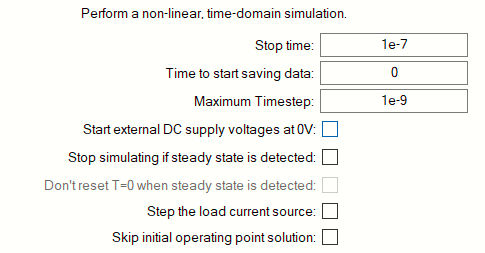 Perform a non-linear, time-domain simulation.
Stop time: 1e-7
Time to start saving data: 0
Maximum Timestep: 1e-9
Start external DC supply voltages at 0V:
Stop simulating if steady state is detected:
Don't reset T=0 when steady state is detected:
Step the load current source:
Skip initial operating point solution: